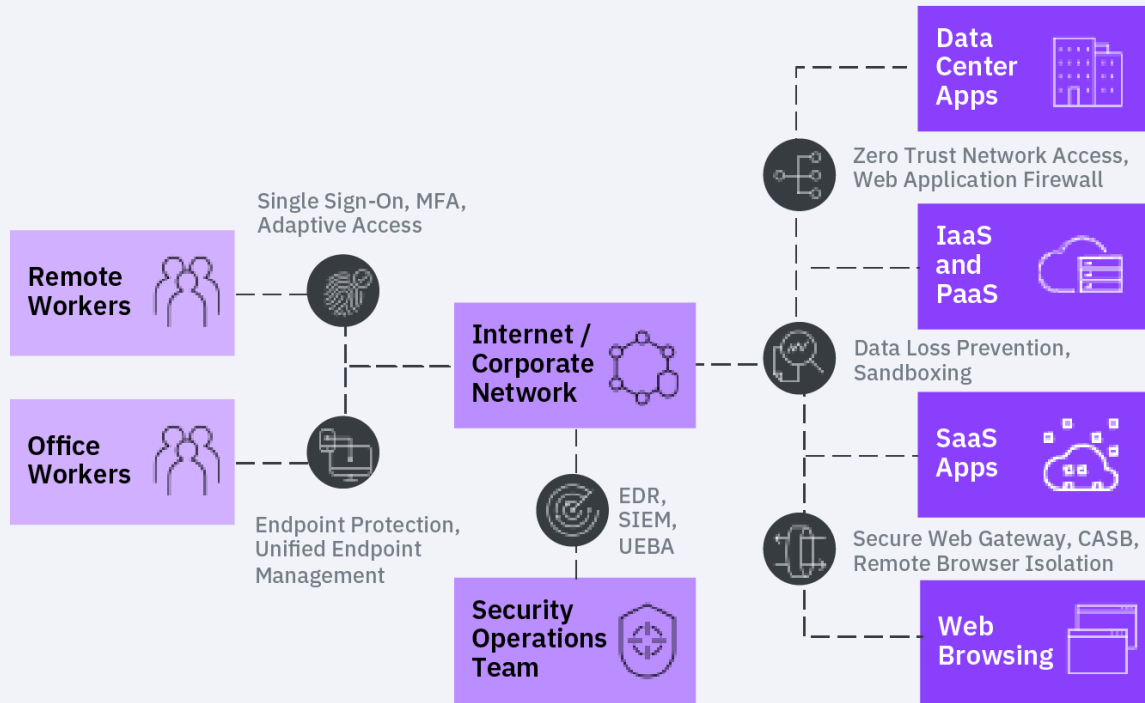 Data
Center
Apps
Zero Trust Network Access,
Web Application Firewall
Single Sign-On, MFA,
Adaptive Access
Remote
Workers
IaaS
and
PaaS
Internet /
Corporate
Network
Data Loss Prevention,
Sandboxing
Office
Workers
SaaS
Apps
EDR,
SIEM,
UEBA
Endpoint Protection,
Unified Endpoint
Management
Secure Web Gateway, CASB,
Remote Browser Isolation
Security
Operations
Team
Web
Browsing